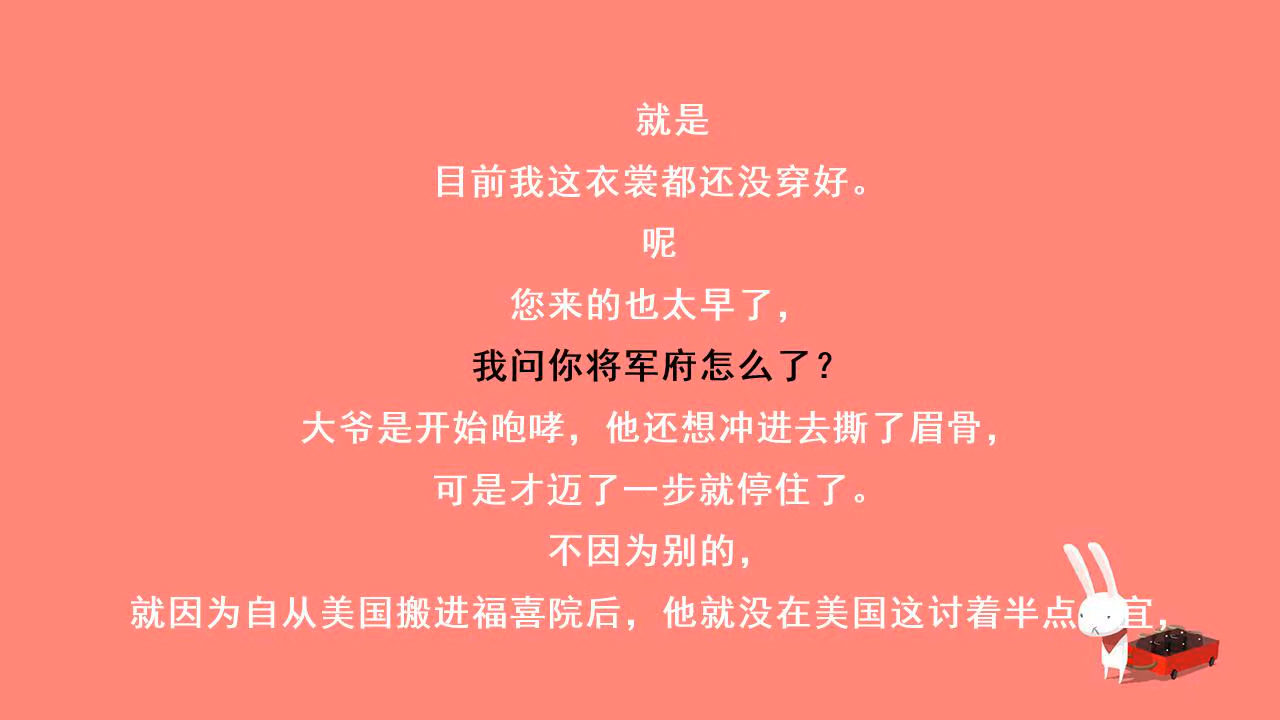 就是
目前我这衣裳都还没穿好。
呢
您来的也太早了，
我问你将军府怎么了？
大爷是开始咆哮，他还想冲进去撕了眉骨，
可是才迈了一步就停住了。
不因为别的，
就因为自从美国搬进福喜院后，他就没在美国这讨着半点宜，